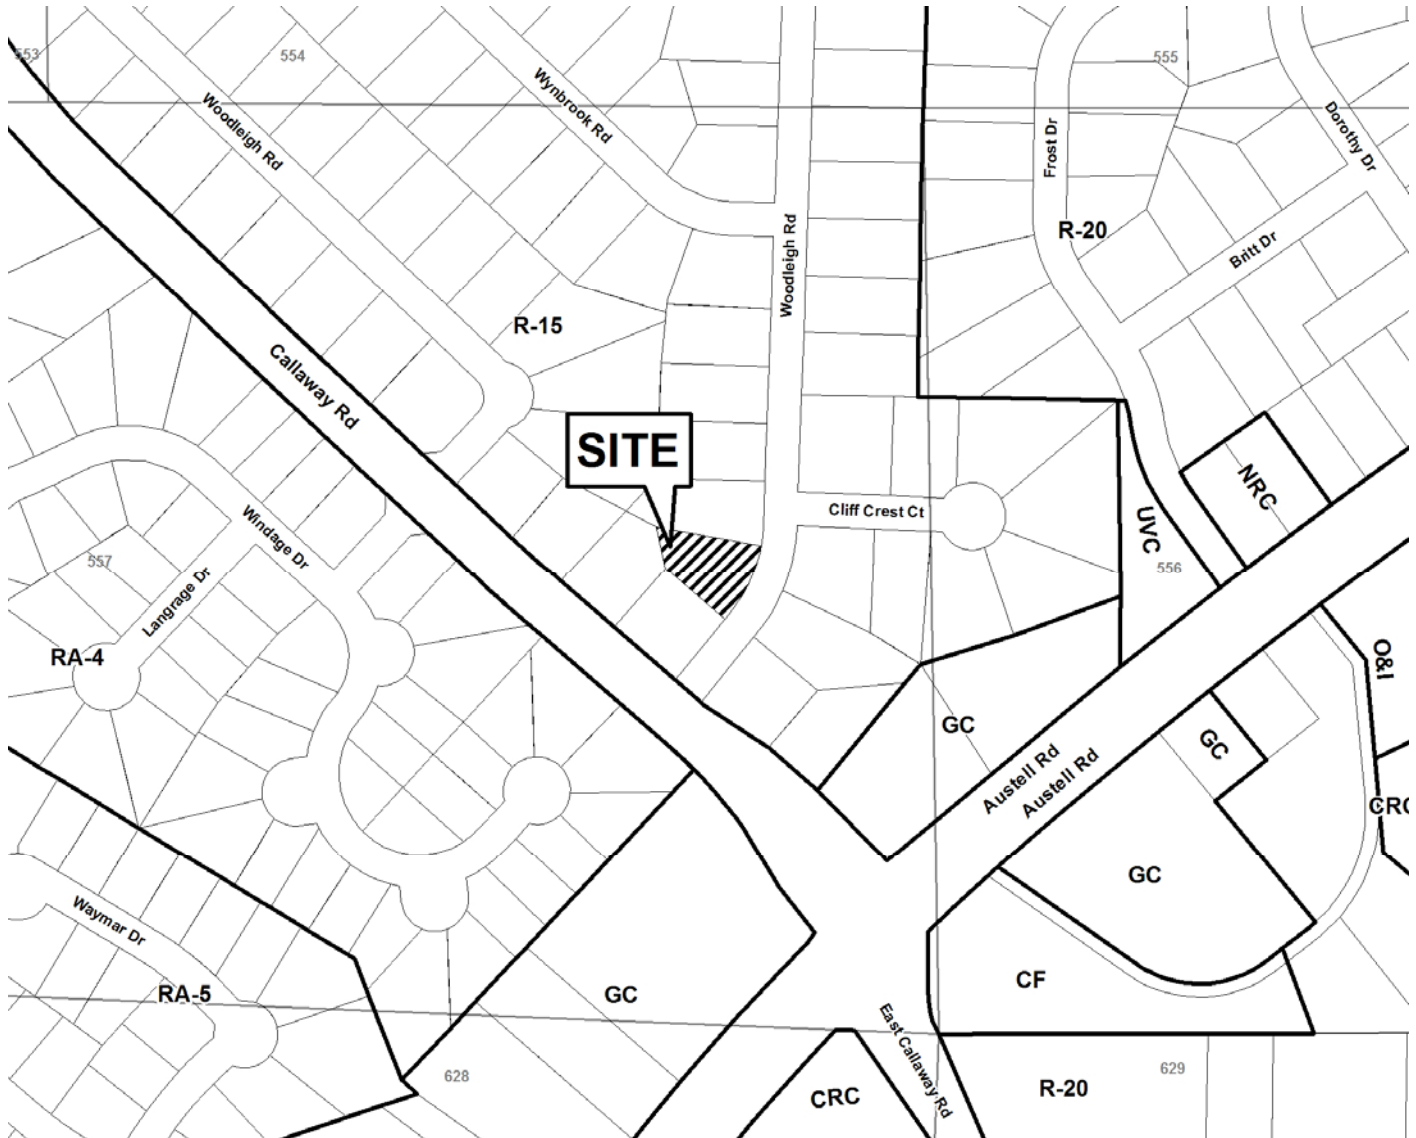 553
554
555
Woodleigh Rd
Wynbrook Rd
Frost Dr
Dorothy Dr
R-20
Britt Dr
Woodleigh Rd
R-15
Callaway Rd
SITE
NRC
Cliff Crest Ct
UVC
556
Windage Dr
557
Langrage Dr
RA-4
O&I
GC
GC
Austell Rd
Austell Rd
CRC
GC
Waymar Dr
RA-5
GC
CF
East Callaway Rd
628
629
CRC
R-20